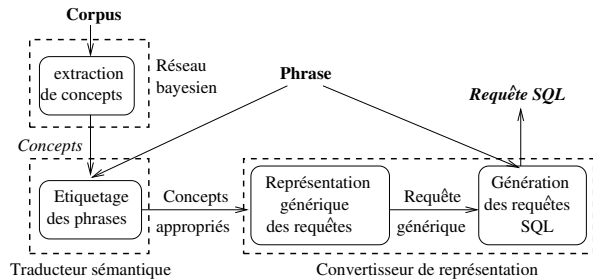 Corpus
extraction
de concepts
Réseau
bayesien
Phrase
Requête SQL
Concepts
Etiquetage
des phrases
Concepts
appropriés
Représentation
générique
des requêtes
Requête
générique
Génération
des requêtes
SQL
Traducteur sémantique
Convertisseur de représentation